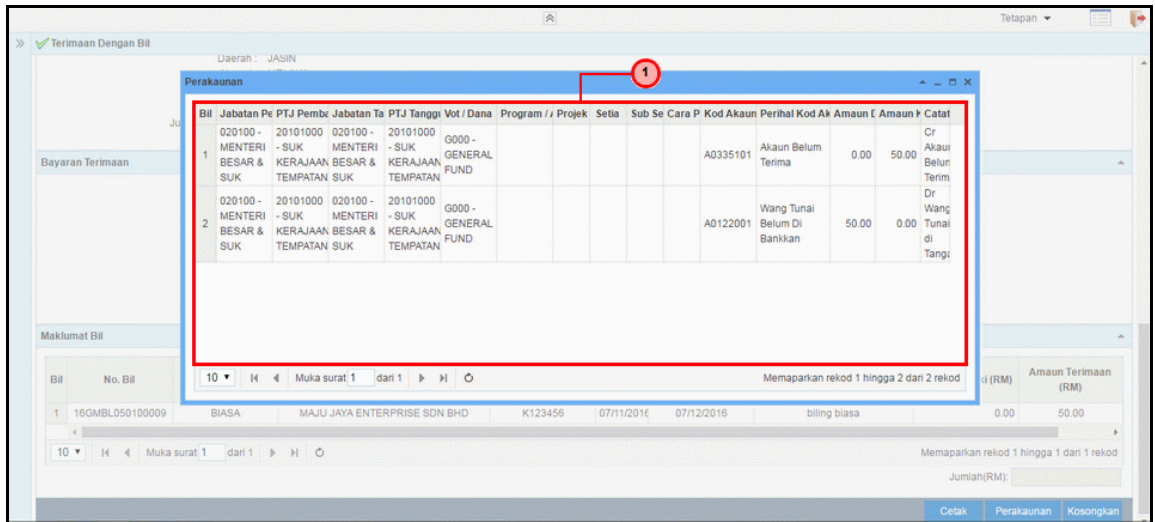 Tetapan
Terimaan Dengan Bil
Daerah : JASIN
Perakaunan
1
Bil Jabatan Pe PTJ Pemba Jabatan Ta PTJ Tanggu Vot / Dana Program / Projek Setia Sub Se Cara P Kod Akaun Perihal Kod Ak Amaun D Amaun K Catat
020100 - 20101000 020100 - 20101000 Cr
MENTERI - SUK MENTERI - SUK G000 - Akaun Belum Akaun
1 BESAR & KERAJAAN BESAR & KERAJAAN GENERAL A0335101 Terima 0.00 50.00 Belum
SUK TEMPATAN SUK TEMPATAN FUND Terim
020100 - 20101000 020100 - 20101000 Dr
MENTERI - SUK MENTERI - SUK G000 - Wang Tunai Wang
2 BESAR & KERAJAAN BESAR & KERAJAAN GENERAL A0122001 Belum Di 50.00 0.00 Tunai
SUK TEMPATAN SUK TEMPATAN FUND Bankkan di
Tanga
10 Muka surat 1 dari 1 Memaparkan rekod 1 hingga 2 dari 2 rekod
Ju
Bayaran Terimaan
Maklumat Bil
Bil No. Bil i (RM) Amaun Terimaan
(RM)
1 16GMBL050100009 BIASA MAJU JAYA ENTERPRISE SDN BHD K123456 07/11/2016 07/12/2016 biling biasa 0.00 50.00
10 Muka surat 1 dari 1 Memaparkan rekod 1 hingga 1 dari 1 rekod
Jumlah(RM):
Cetak Perakaunan Kosongkan